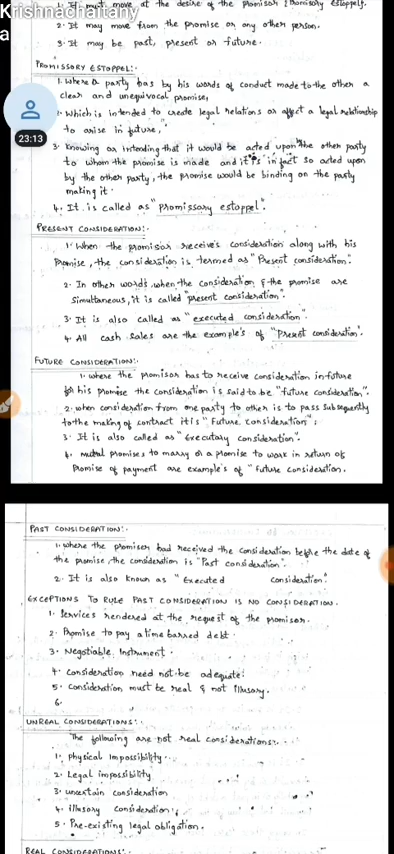 1. It must move at the desire of the promisor ; Promissory Estoppel.
Krishnachaitany
a
2. It may move from the promise or any other person.
3. It may be past, present or future.
PROMISSORY ESTOPPEL:
1. Where a party has by his words of conduct made to the other a
clear and unequivocal promise,
23:13
2. Which is intended to create legal relations or affect a legal relationship
to arise in future,
3. Knowing or intending that it would be acted upon the other party
to whom the promise is made and it is in fact so acted upon
by the other party, the promise would be binding on the party
making it.
4. It is called as "promissory estoppel".
PRESENT CONSIDERATION:
1. When the promisor receives consideration along with his
promise, the consideration is termed as "Present consideration".
2. In other words, when the consideration & the promise are
simultaneous, it is called "present consideration".
3. It is also called as "executed consideration".
4. All cash sales are the example's of "Present consideration".
FUTURE CONSIDERATION:
1. where the promisor has to receive consideration in future
for his promise the consideration is said to be "future consideration".
2. when consideration from one party to other is to pass subsequently
to the making of contract it is "Future consideration":
3. It is also called as "executary consideration".
4. mutual promises to marry or a promise to work in return of
Promise of payment are example's of "Future consideration.
PAST CONSIDERATION:
1. where the promisor had received the consideration before the date of
the promise, the consideration is "Past consideration".
2. It is also known as "Executed consideration".
EXCEPTIONS TO RULE PAST CONSIDERATION IS NO CONSIDERATION.
1. Services rendered at the request of the promisor.
2. Promise to pay a time barred debt.
3. Negotiable Instrument.
4. Consideration need not be adequate.
5. Consideration must be real & not Illusory.
6.
UNREAL CONSIDERATIONS:
The following are not real considerations:
1. Physical Impossibility.
2. Legal impossibility
3. uncertain consideration
4. illusory consideration,
5. Pre-existing legal obligation.
REAL CONSIDERATIONS: